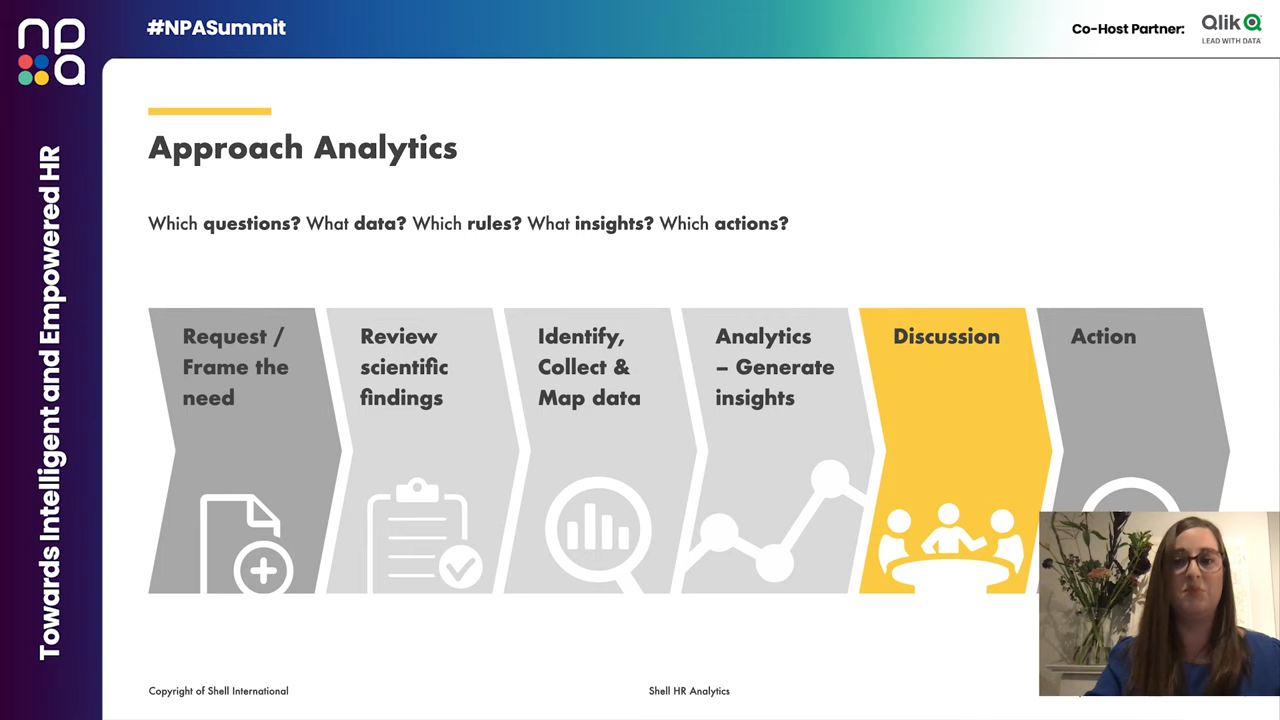 #NPASummit
Co-Host Partner:
Qlik
LEAD WITH DATA
npa
Towards Intelligent and Empowered HR
Approach Analytics
Which questions? What data? Which rules? What insights? Which actions?
Request /
Frame the
need
Review
scientific
findings
Identify,
Collect &
Map data
Analytics
– Generate
insights
Discussion
Action
Copyright of Shell International
Shell HR Analytics